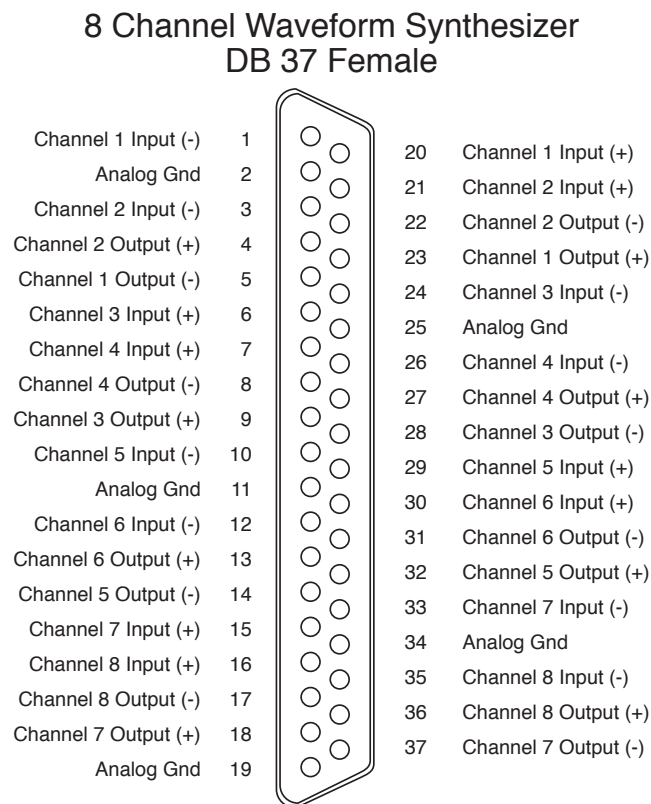 8 Channel Waveform Synthesizer
DB 37 Female
Channel 1 Input (-) 1
Analog Gnd 2
Channel 2 Input (-) 3
Channel 2 Output (+) 4
Channel 1 Output (-) 5
Channel 3 Input (+) 6
Channel 4 Input (+) 7
Channel 4 Output (-) 8
Channel 3 Output (+) 9
Channel 5 Input (-) 10
Analog Gnd 11
Channel 6 Input (-) 12
Channel 6 Output (+) 13
Channel 5 Output (-) 14
Channel 7 Input (+) 15
Channel 8 Input (+) 16
Channel 8 Output (-) 17
Channel 7 Output (+) 18
Analog Gnd 19
20 Channel 1 Input (+)
21 Channel 2 Input (+)
22 Channel 2 Output (-)
23 Channel 1 Output (+)
24 Channel 3 Input (-)
25 Analog Gnd
26 Channel 4 Input (-)
27 Channel 4 Output (+)
28 Channel 3 Output (-)
29 Channel 5 Input (+)
30 Channel 6 Input (+)
31 Channel 6 Output (-)
32 Channel 5 Output (+)
33 Channel 7 Input (-)
34 Analog Gnd
35 Channel 8 Input (-)
36 Channel 8 Output (+)
37 Channel 7 Output (-)